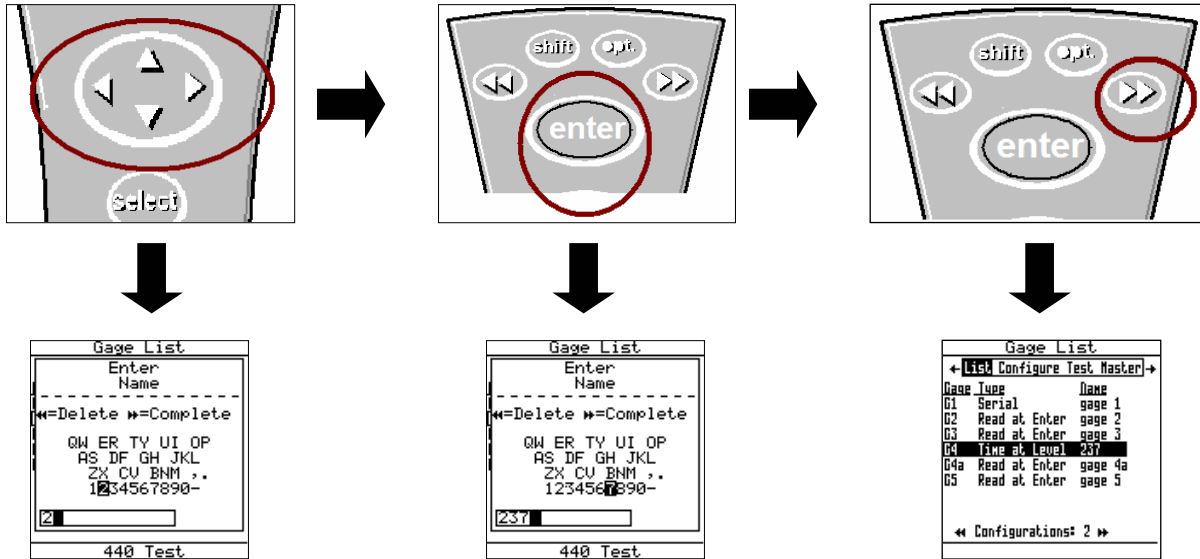 select
shift opt.
enter
shift opt.
enter
Gage List
Enter
Name
◀◀=Delete ▶▶=Complete
QW ER TY UI OP
AS DF GH JKL
ZX CV BNM ,.
1234567890-
2
440 Test
Gage List
Enter
Name
◀◀=Delete ▶▶=Complete
QW ER TY UI OP
AS DF GH JKL
ZX CV BNM ,.
1234567890-
237
440 Test
Gage List
←List Configure Test Master→
Gage Type Name
G1 Serial gage 1
G2 Read at Enter gage 2
G3 Read at Enter gage 3
G4 Time at Level 237
G4a Read at Enter gage 4a
G5 Read at Enter gage 5
◀◀ Configurations: 2 ▶▶